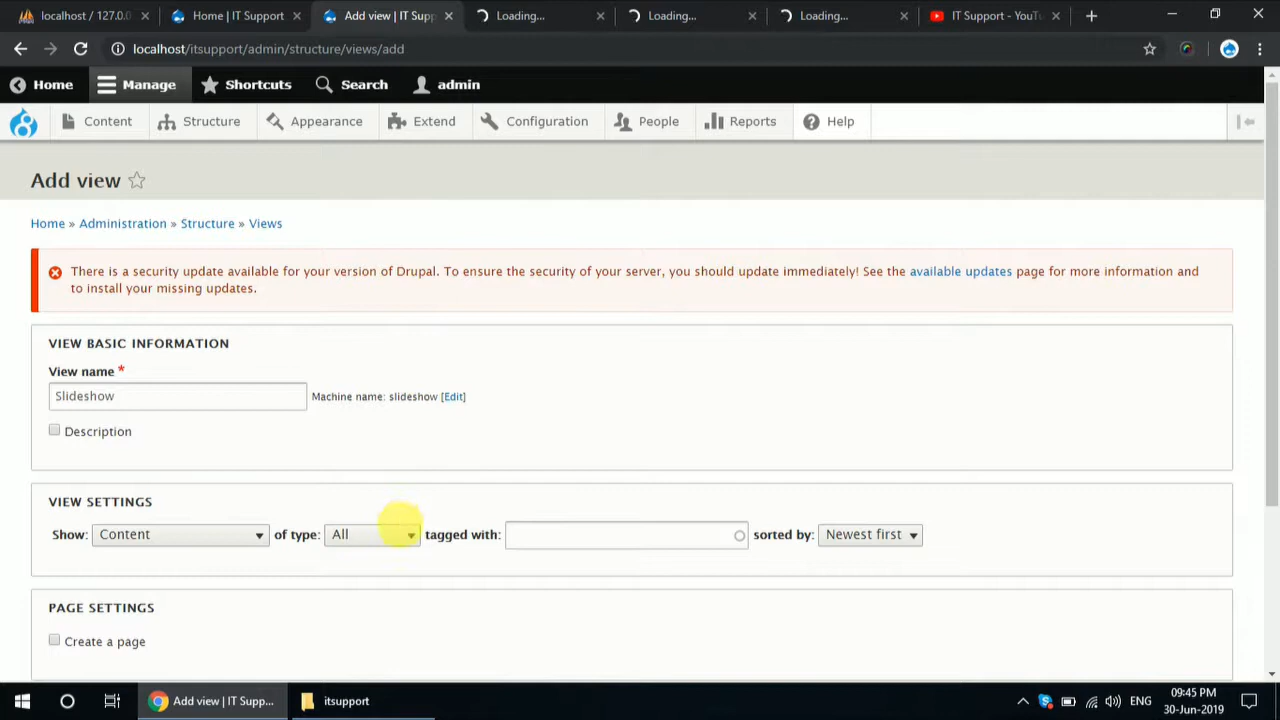 localhost / 127.0.0
Home | IT Support
Add view | IT Supp
Loading...
Loading...
Loading...
IT Support - YouTu
localhost/itsupport/admin/structure/views/add
Home
Manage
Shortcuts
Search
admin
Content
Structure
Appearance
Extend
Configuration
People
Reports
Help
Add view
Home » Administration » Structure » Views
There is a security update available for your version of Drupal. To ensure the security of your server, you should update immediately! See the available updates page for more information and
to install your missing updates.
VIEW BASIC INFORMATION
View name *
Slideshow
Machine name: slideshow [Edit]
Description
VIEW SETTINGS
Show: Content of type: All tagged with: sorted by: Newest first
PAGE SETTINGS
Create a page
Add view | IT Supp...
itsupport
ENG
09:45 PM
30-Jun-2019